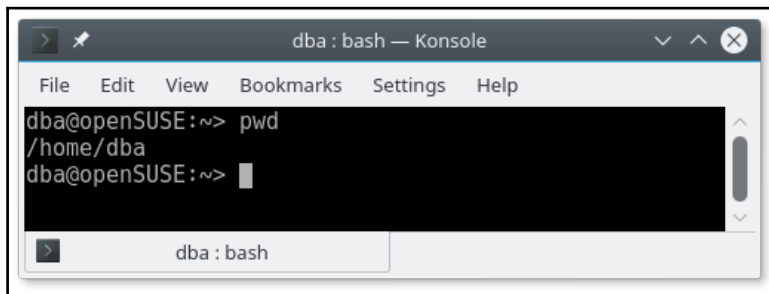 dba : bash — Konsole
File Edit View Bookmarks Settings Help
dba@openSUSE:~> pwd
/home/dba
dba@openSUSE:~>
dba : bash